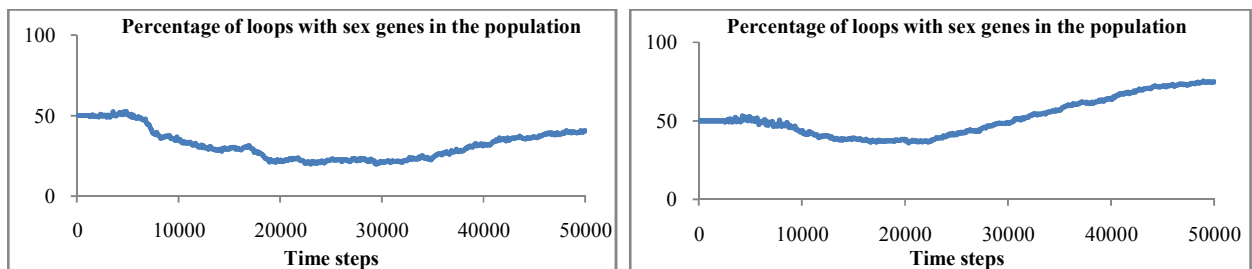 Percentage of loops with sex genes in the population
100
50
0
0 10000 20000 30000 40000 50000
Time steps
Percentage of loops with sex genes in the population
100
50
0
0 10000 20000 30000 40000 50000
Time steps